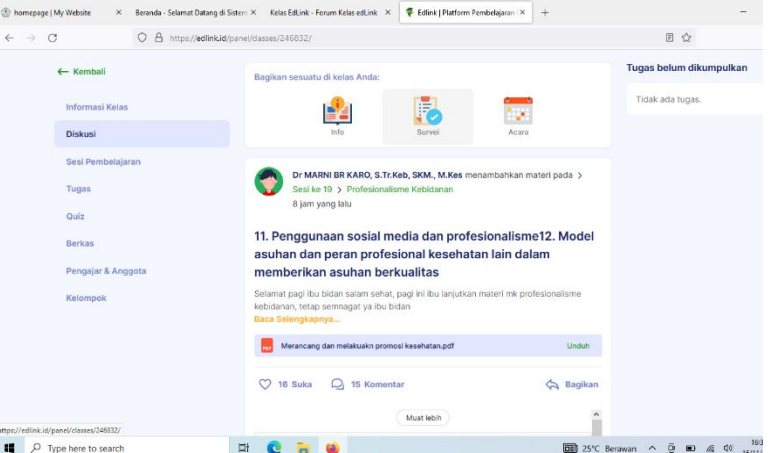 homepage | My Website
Beranda - Selamat Datang di Sistem
Kelas EdLink - Forum Kelas edLink
Edlink | Platform Pembelajaran
https://edlink.id/panel/classes/246832/
Kembali
Informasi Kelas
Diskusi
Sesi Pembelajaran
Tugas
Quiz
Berkas
Pengajar & Anggota
Kelompok
Bagikan sesuatu di kelas Anda:
Info
Survei
Acara
Dr MARNI BR KARO, S.Tr.Keb, SKM., M.Kes menambahkan materi pada >
Sesi ke 19 > Profesionalisme Kebidanan
8 jam yang lalu
11. Penggunaan sosial media dan profesionalisme12. Model
asuhan dan peran profesional kesehatan lain dalam
memberikan asuhan berkualitas
Selamat pagi ibu bidan salam sehat, pagi ini ibu lanjutkan materi mk profesionalisme
kebidanan, tetap semnagat ya ibu bidan
Baca Selengkapnya...
PDF
Merancang dan melakuakn promosi kesehatan.pdf
Unduh
16 Suka
15 Komentar
Bagikan
Muat lebih
Tugas belum dikumpulkan
Tidak ada tugas.
https://edlink.id/panel/classes/246832/
Type here to search
25°C Berawan